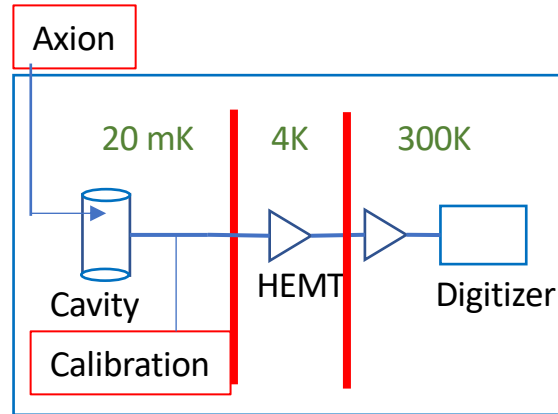 Axion
20 mK
4K
300K
HEMT
Cavity
Digitizer
Calibration